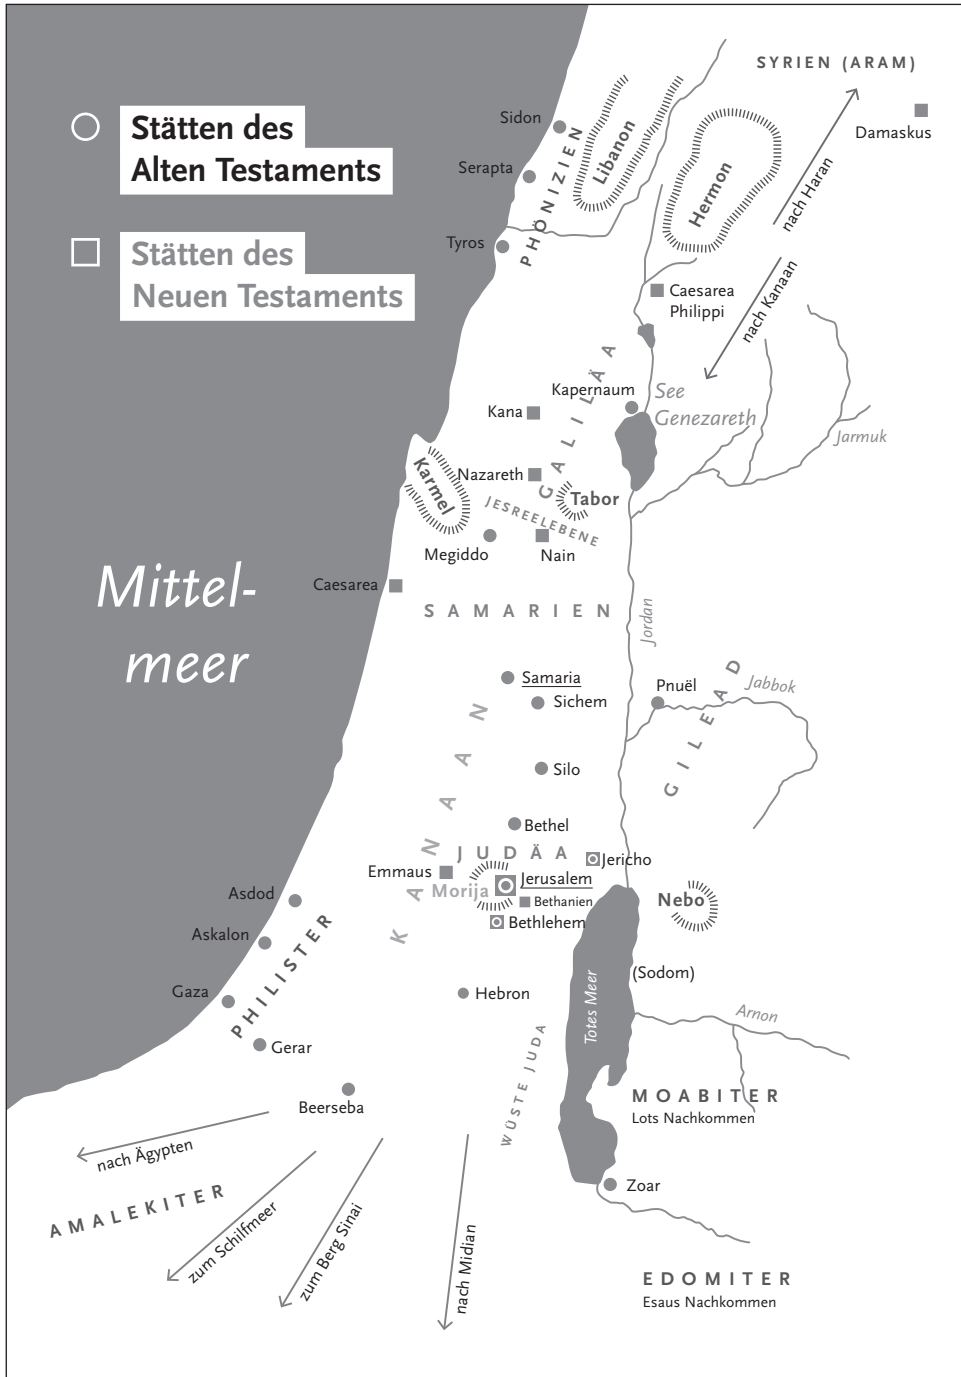 Stätten des
Alten Testaments
Stätten des
Neuen Testaments
SYRIEN (ARAM)
Damaskus
Sidon
Serapta
Tyros
PHÖNIZIEN
Libanon
Hermon
nach Haran
nach Kanaan
Caesarea
Philippi
Kapernaum
See
Genezareth
Jarmuk
Kana
GALILÄA
Karmel
Nazareth
Tabor
JESREELEBENE
Megiddo
Nain
Caesarea
Mittel-
meer
SAMARIEN
Jordan
Samaria
Sichem
Pnuël
Jabbok
GILEAD
Silo
KANAAN
Bethel
JUDÄA
Jericho
Emmaus
Morija
Jerusalem
Bethanien
Bethlehem
Nebo
Asdod
Askalon
Gaza
PHILISTER
Gerar
(Sodom)
Totes Meer
Hebron
Arnon
WÜSTE JUDA
Beerseba
MOABITER
Lots Nachkommen
nach Ägypten
AMALEKITER
zum Schilfmeer
zum Berg Sinai
nach Midian
Zoar
EDOMITER
Esaus Nachkommen